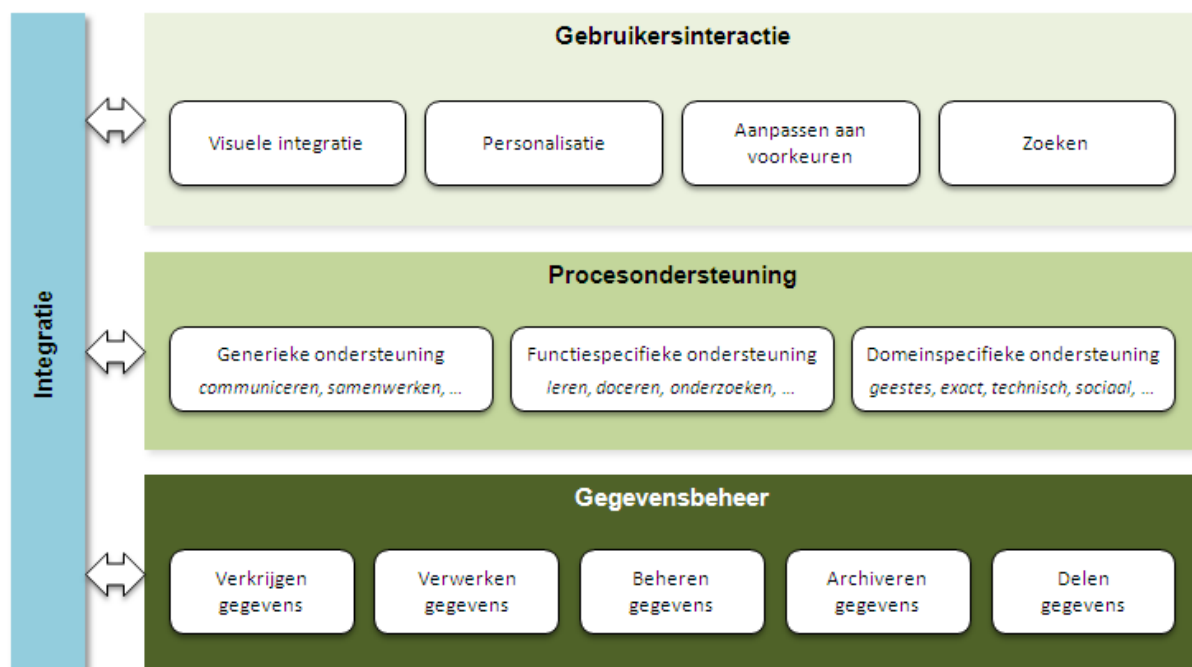 Integratie
Gebruikersinteractie
Visuele integratie
Personalisatie
Aanpassen aan
voorkeuren
Zoeken
Procesondersteuning
Generieke ondersteuning
communiceren, samenwerken, ...
Functiespecifieke ondersteuning
leren, doceren, onderzoeken, ...
Domeinspecifieke ondersteuning
geestes, exact, technisch, sociaal, ...
Gegevensbeheer
Verkrijgen
gegevens
Verwerken
gegevens
Beheren
gegevens
Archiveren
gegevens
Delen
gegevens